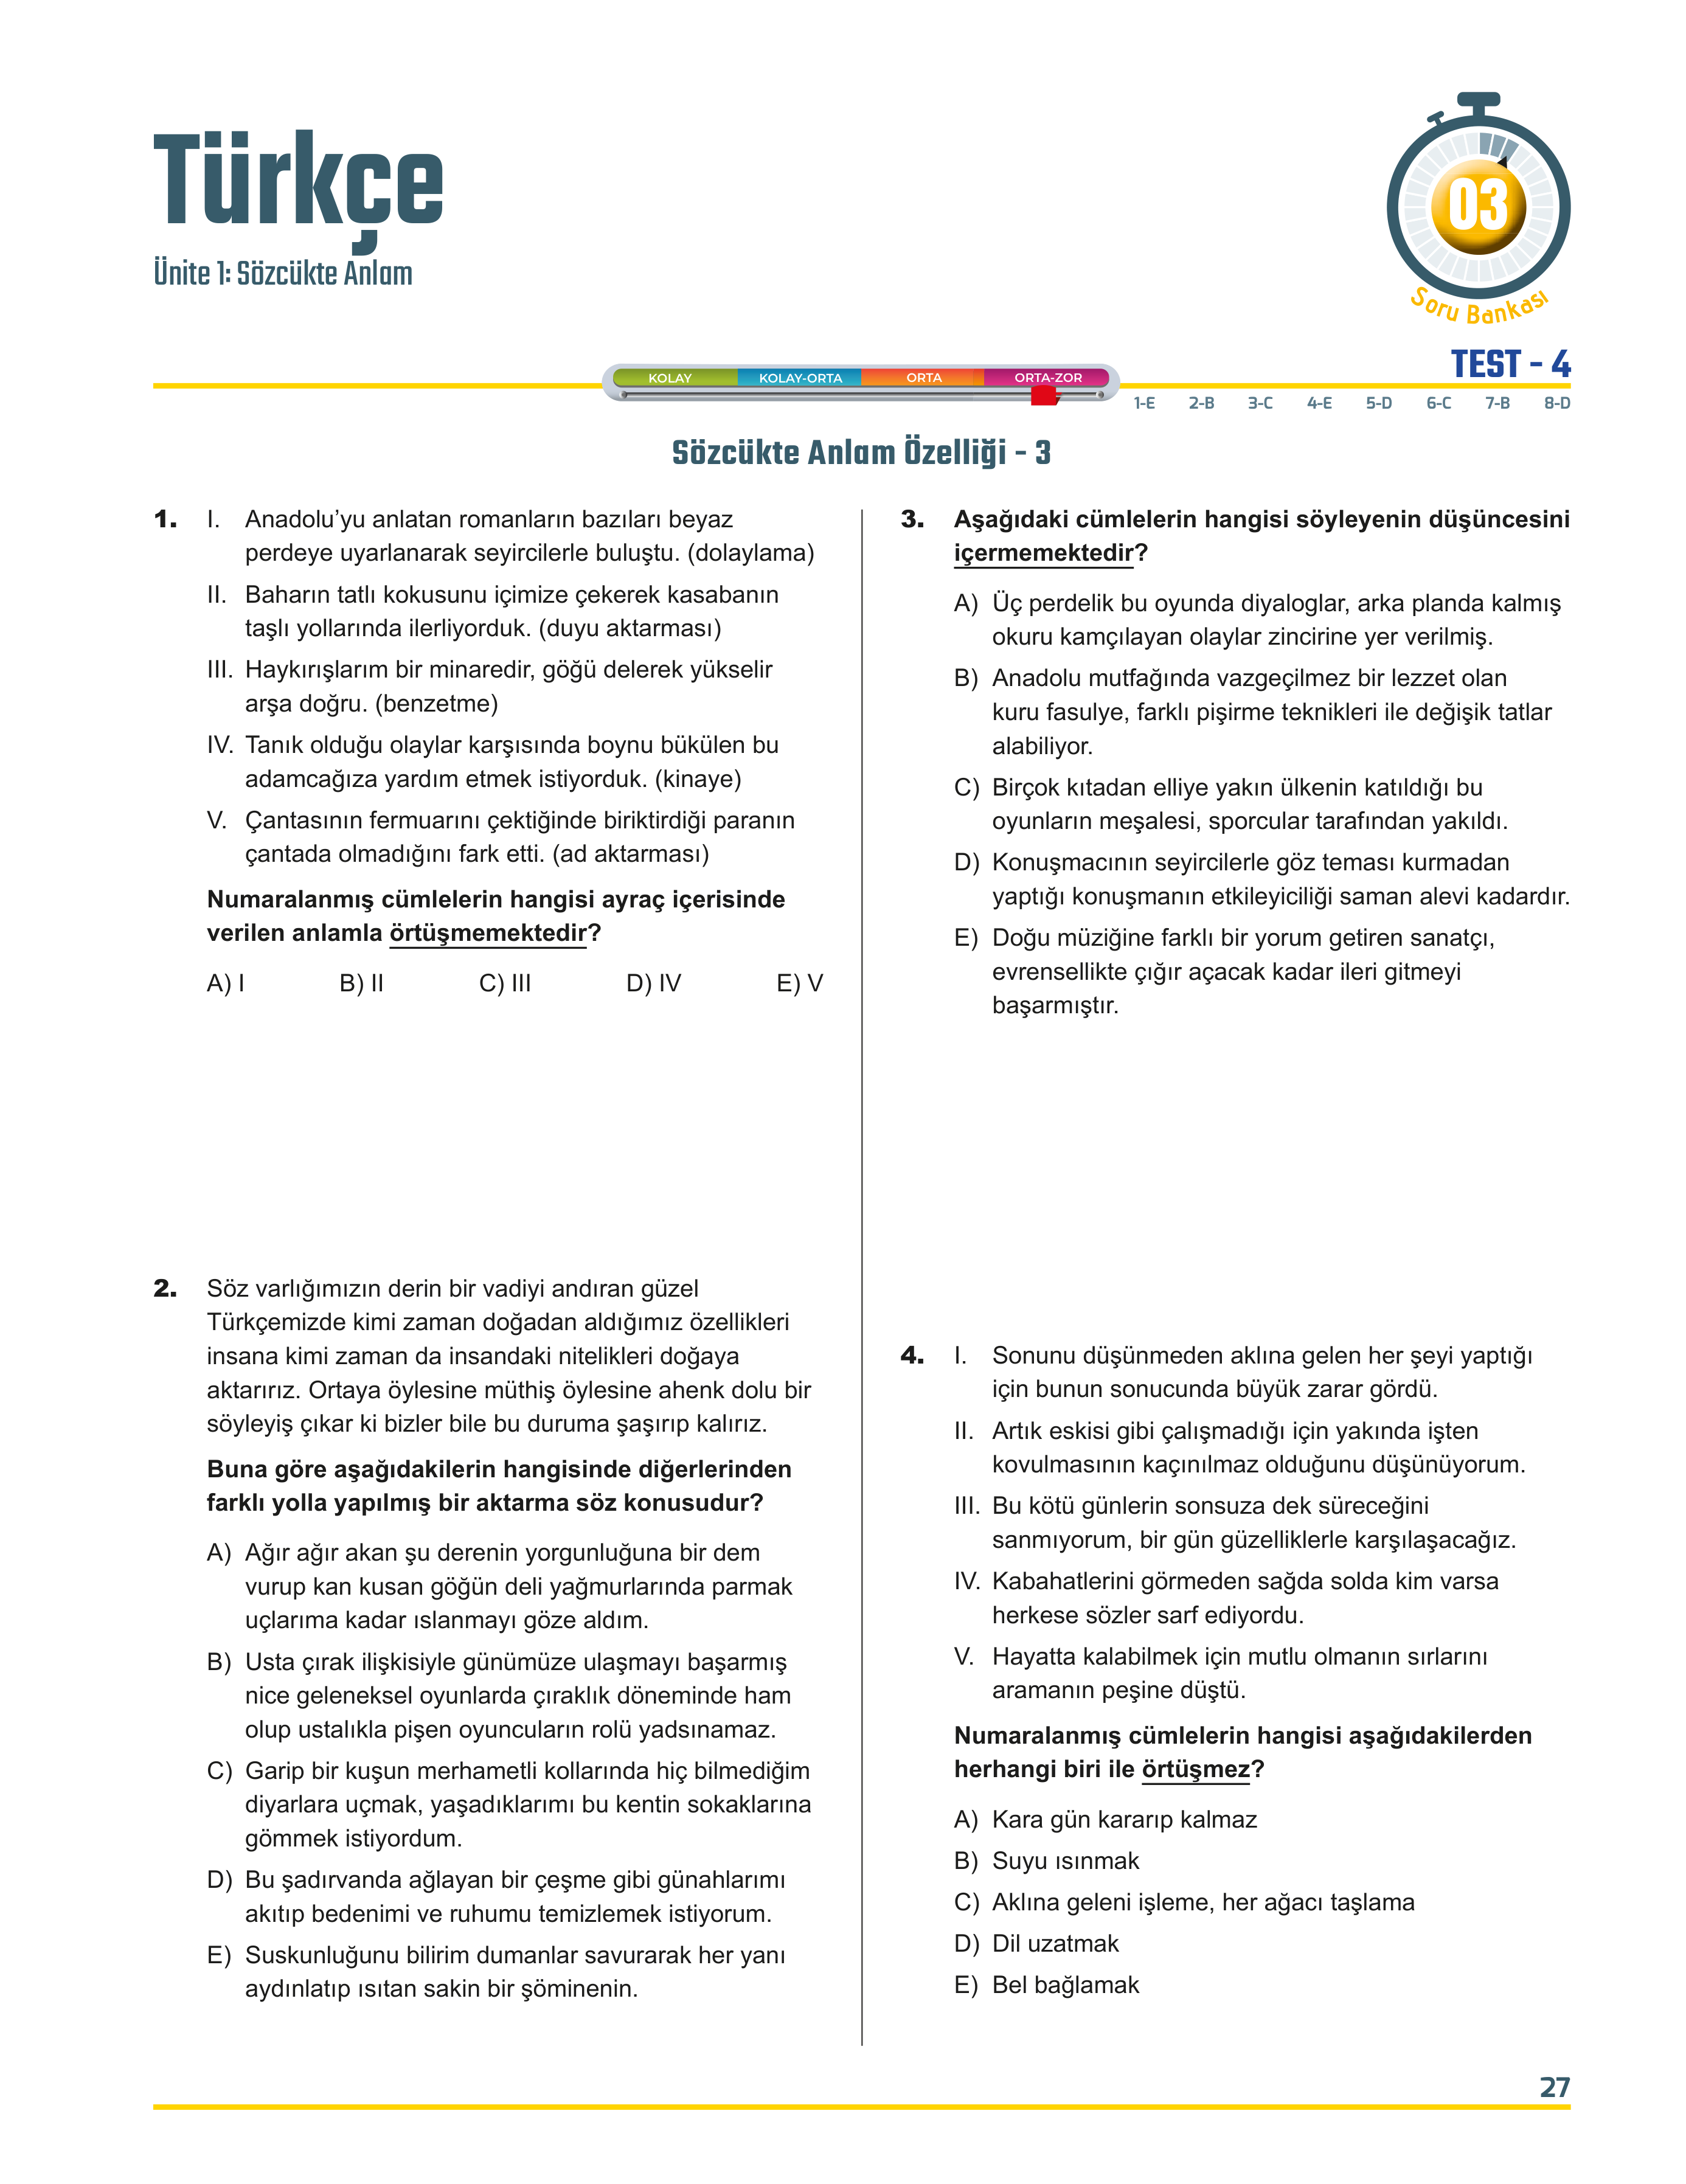 Türkçe
Ünite 1: Sözcükte Anlam
03
Soru Bankası
TEST - 4
KOLAY KOLAY-ORTA ORTA ORTA-ZOR
1-E 2-B 3-C 4-E 5-D 6-C 7-B 8-D
Sözcükte Anlam Özelliği - 3
1. I. Anadolu’yu anlatan romanların bazıları beyaz
perdeye uyarlanarak seyircilerle buluştu. (dolaylama)
II. Baharın tatlı kokusunu içimize çekerek kasabanın
taşlı yollarında ilerliyorduk. (duyu aktarması)
III. Haykırışlarım bir minaredir, göğü delerek yükselir
arşa doğru. (benzetme)
IV. Tanık olduğu olaylar karşısında boynu bükülen bu
adamcağıza yardım etmek istiyorduk. (kinaye)
V. Çantasının fermuarını çektiğinde biriktirdiği paranın
çantada olmadığını fark etti. (ad aktarması)
Numaralanmış cümlelerin hangisi ayraç içerisinde
verilen anlamla örtüşmemektedir?
A) I B) II C) III D) IV E) V
2. Söz varlığımızın derin bir vadiyi andıran güzel
Türkçemizde kimi zaman doğadan aldığımız özellikleri
insana kimi zaman da insandaki nitelikleri doğaya
aktarırız. Ortaya öylesine müthiş öylesine ahenk dolu bir
söyleyiş çıkar ki bizler bile bu duruma şaşırıp kalırız.
Buna göre aşağıdakilerin hangisinde diğerlerinden
farklı yolla yapılmış bir aktarma söz konusudur?
A) Ağır ağır akan şu derenin yorgunluğuna bir dem
vurup kan kusan göğün deli yağmurlarında parmak
uçlarıma kadar ıslanmayı göze aldım.
B) Usta çırak ilişkisiyle günümüze ulaşmayı başarmış
nice geleneksel oyunlarda çıraklık döneminde ham
olup ustalıkla pişen oyuncuların rolü yadsınamaz.
C) Garip bir kuşun merhametli kollarında hiç bilmediğim
diyarlara uçmak, yaşadıklarımı bu kentin sokaklarına
gömmek istiyordum.
D) Bu şadırvanda ağlayan bir çeşme gibi günahlarımı
akıtıp bedenimi ve ruhumu temizlemek istiyorum.
E) Suskunluğunu bilirim dumanlar savurarak her yanı
aydınlatıp ısıtan sakin bir şöminenin.
3. Aşağıdaki cümlelerin hangisi söyleyenin düşüncesini
içermemektedir?
A) Üç perdelik bu oyunda diyaloglar, arka planda kalmış
okuru kamçılayan olaylar zincirine yer verilmiş.
B) Anadolu mutfağında vazgeçilmez bir lezzet olan
kuru fasulye, farklı pişirme teknikleri ile değişik tatlar
alabiliyor.
C) Birçok kıtadan elliye yakın ülkenin katıldığı bu
oyunların meşalesi, sporcular tarafından yakıldı.
D) Konuşmacının seyircilerle göz teması kurmadan
yaptığı konuşmanın etkileyiciliği saman alevi kadardır.
E) Doğu müziğine farklı bir yorum getiren sanatçı,
evrensellikte çığır açacak kadar ileri gitmeyi
başarmıştır.
4. I. Sonunu düşünmeden aklına gelen her şeyi yaptığı
için bunun sonucunda büyük zarar gördü.
II. Artık eskisi gibi çalışmadığı için yakında işten
kovulmasının kaçınılmaz olduğunu düşünüyorum.
III. Bu kötü günlerin sonsuza dek süreceğini
sanmıyorum, bir gün güzelliklerle karşılaşacağız.
IV. Kabahatlerini görmeden sağda solda kim varsa
herkese sözler sarf ediyordu.
V. Hayatta kalabilmek için mutlu olmanın sırlarını
aramanın peşine düştü.
Numaralanmış cümlelerin hangisi aşağıdakilerden
herhangi biri ile örtüşmez?
A) Kara gün kararıp kalmaz
B) Suyu ısınmak
C) Aklına geleni işleme, her ağacı taşlama
D) Dil uzatmak
E) Bel bağlamak
27